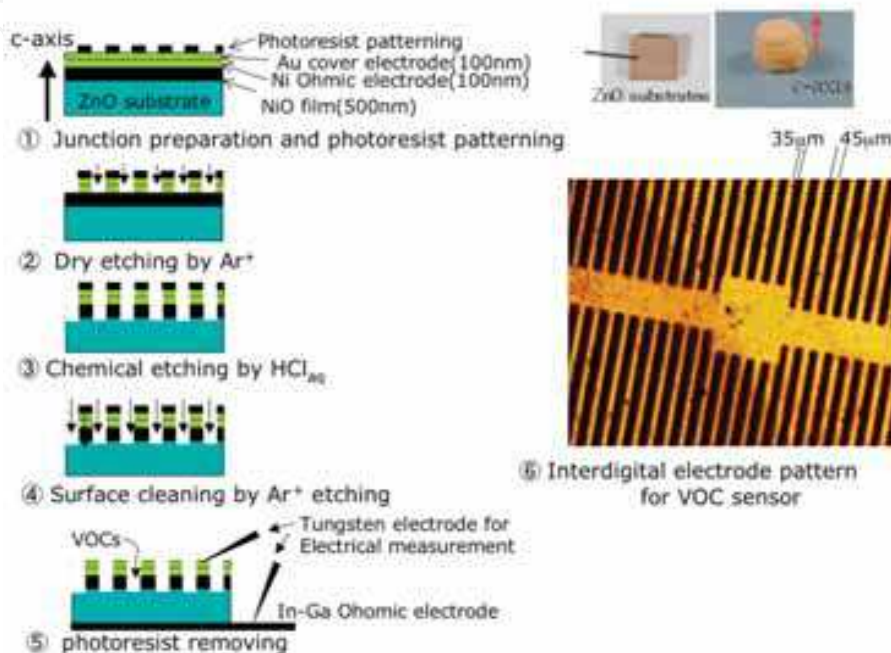 c-axis
Photoresist patterning
Au cover electrode(100nm)
Ni Ohmic electrode(100nm)
NiO film(500nm)
ZnO substrate
① Junction preparation and photoresist patterning
② Dry etching by Ar⁺
③ Chemical etching by HCl_aq
④ Surface cleaning by Ar⁺ etching
VOCs
Tungsten electrode for
Electrical measurement
In-Ga Ohomic electrode
⑤ photoresist removing
ZnO substrates
c-axis
35μm 45μm
⑥ Interdigital electrode pattern
for VOC sensor